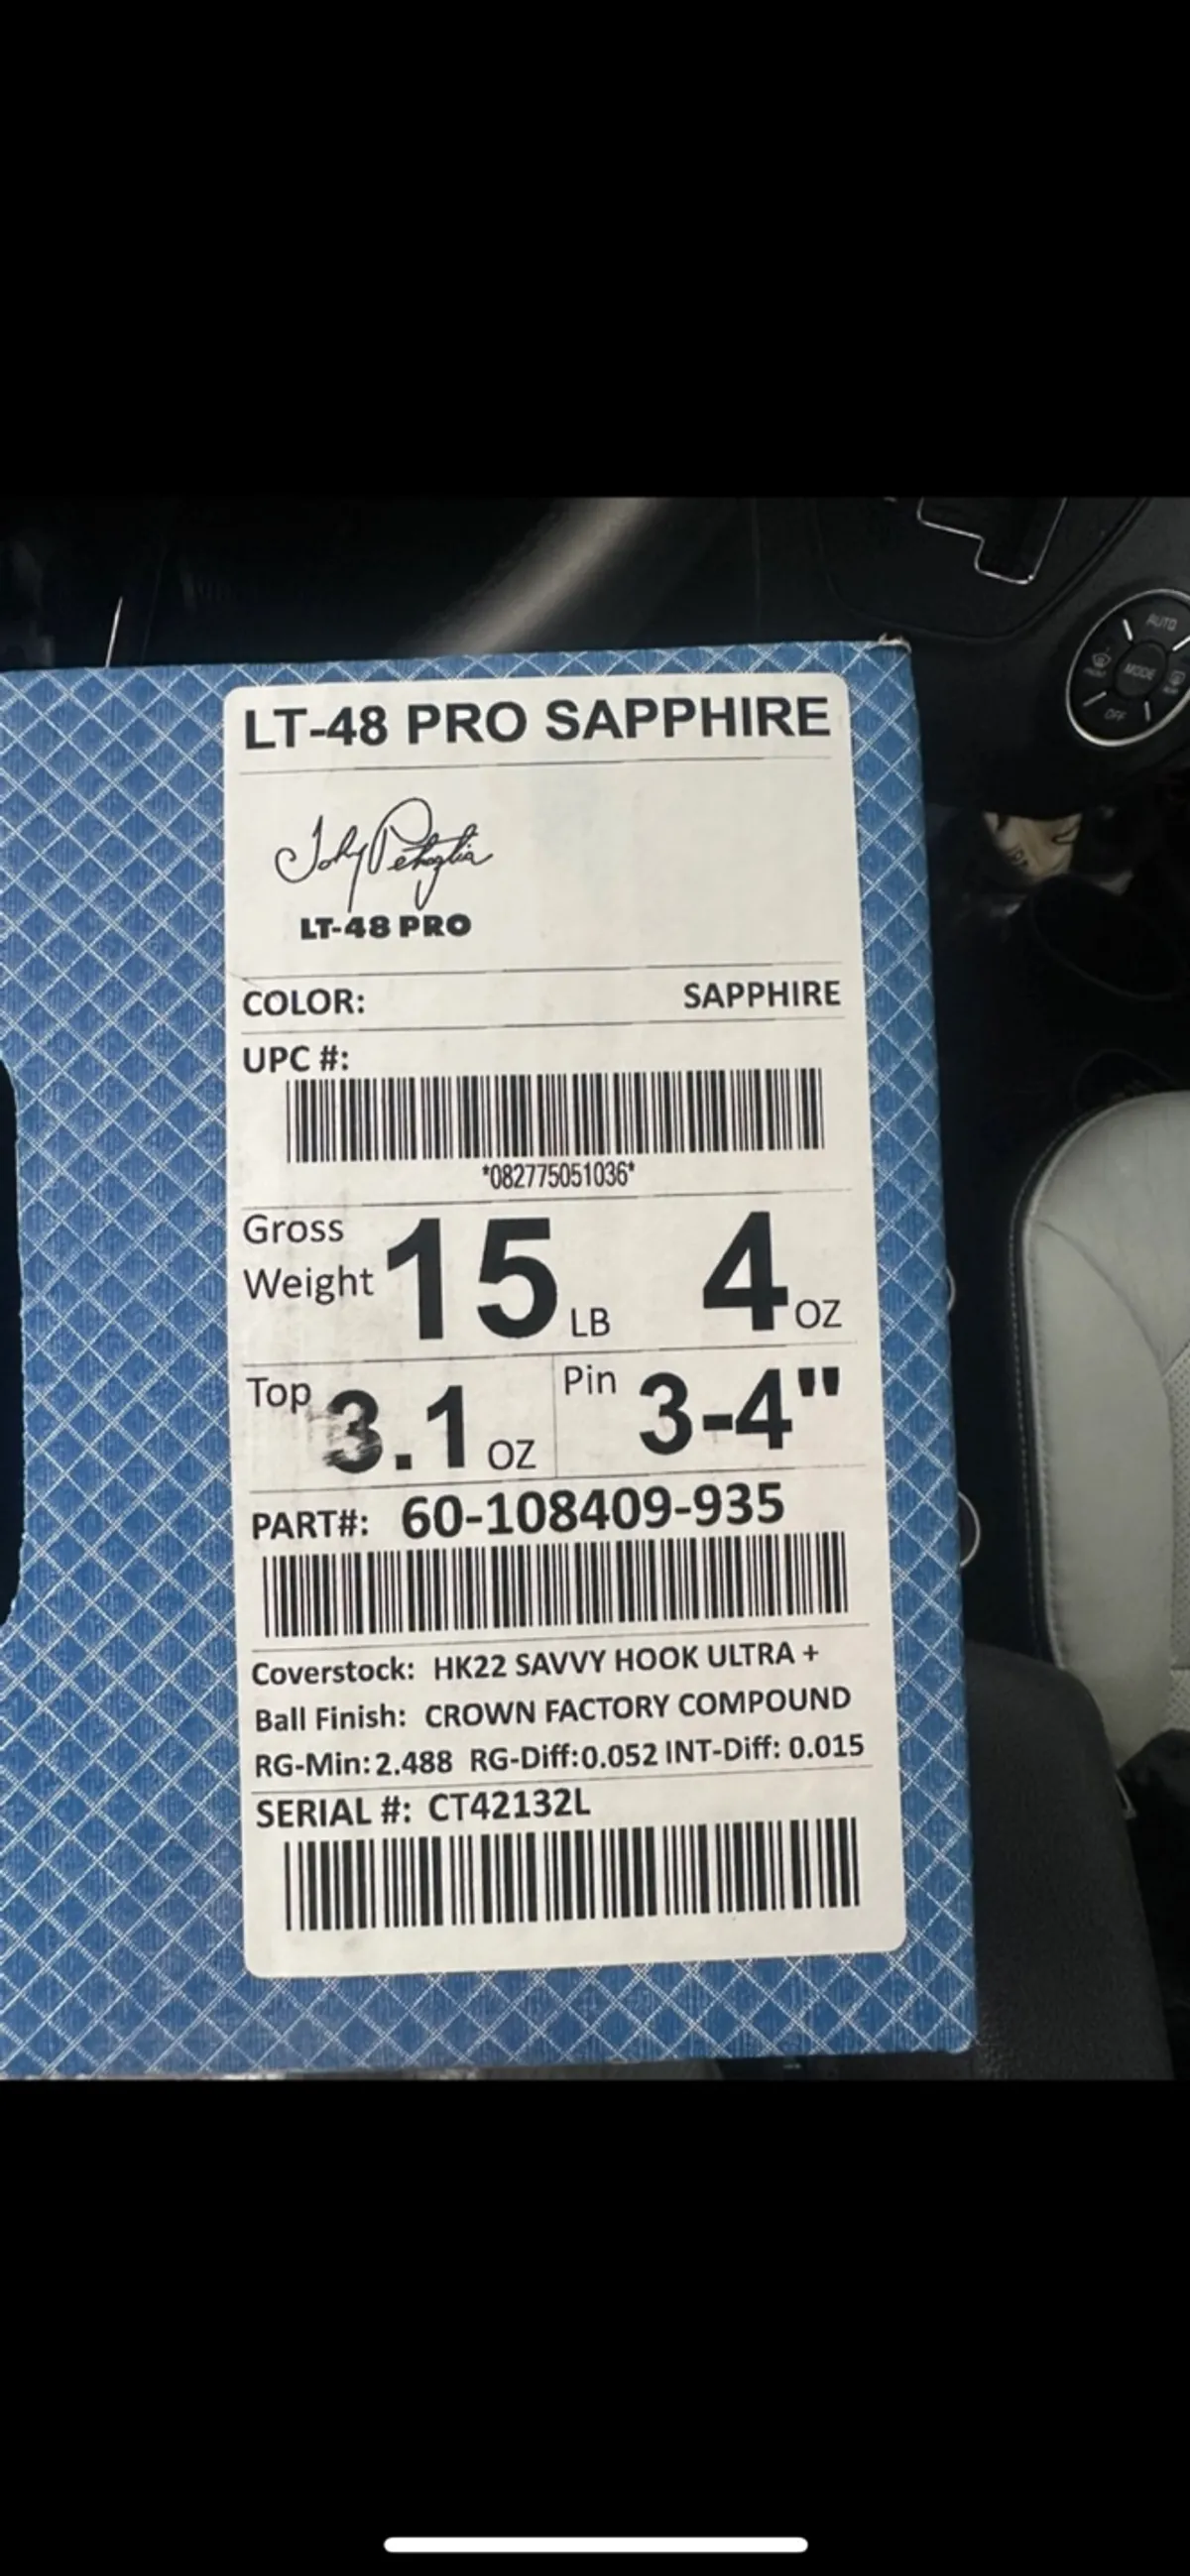 AUTO
MODE
OFF
LT-48 PRO SAPPHIRE
John Petraglia
LT-48 PRO
COLOR: SAPPHIRE
UPC #:
*082775051036*
Gross Weight 15 LB 4 OZ
Top 3.1 OZ Pin 3-4"
PART#: 60-108409-935
Coverstock: HK22 SAVVY HOOK ULTRA +
Ball Finish: CROWN FACTORY COMPOUND
RG-Min: 2.488 RG-Diff: 0.052 INT-Diff: 0.015
SERIAL #: CT42132L